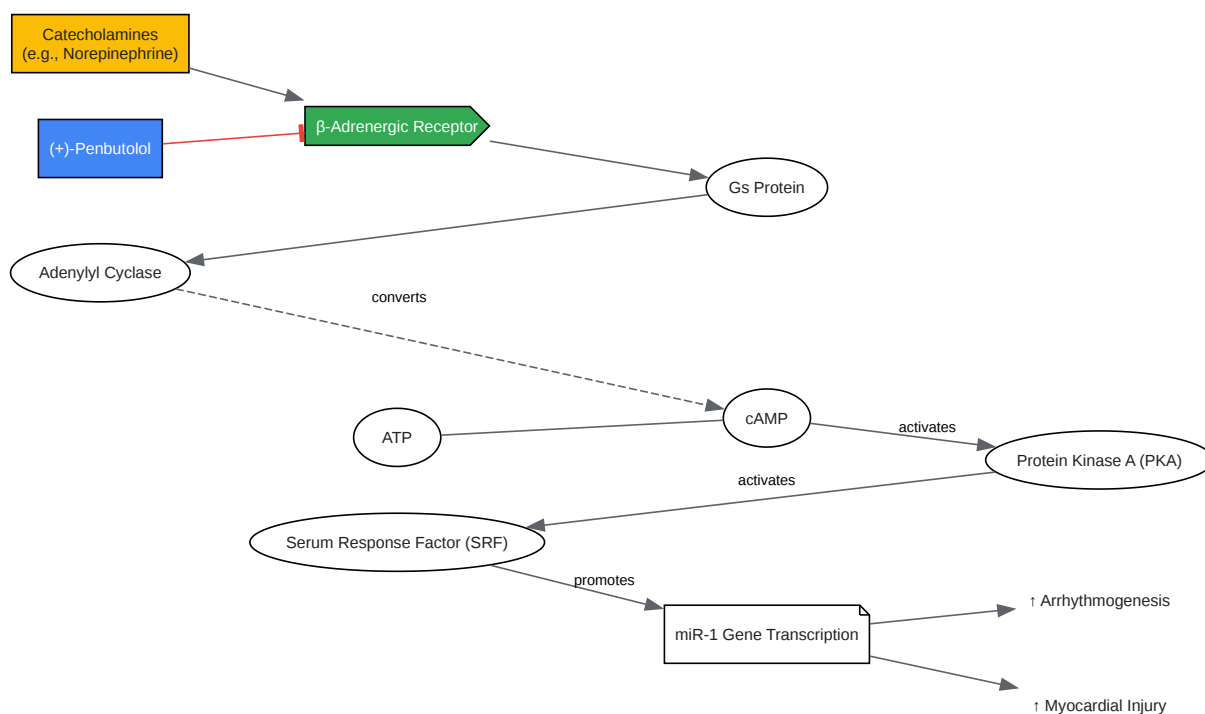 Catecholamines
(e.g., Norepinephrine)
β-Adrenergic Receptor
(+)-Penbutolol
Gs Protein
Adenylyl Cyclase
converts
cAMP
ATP
activates
Protein Kinase A (PKA)
activates
Serum Response Factor (SRF)
promotes
↑ Arrhythmogenesis
miR-1 Gene Transcription
↑ Myocardial Injury